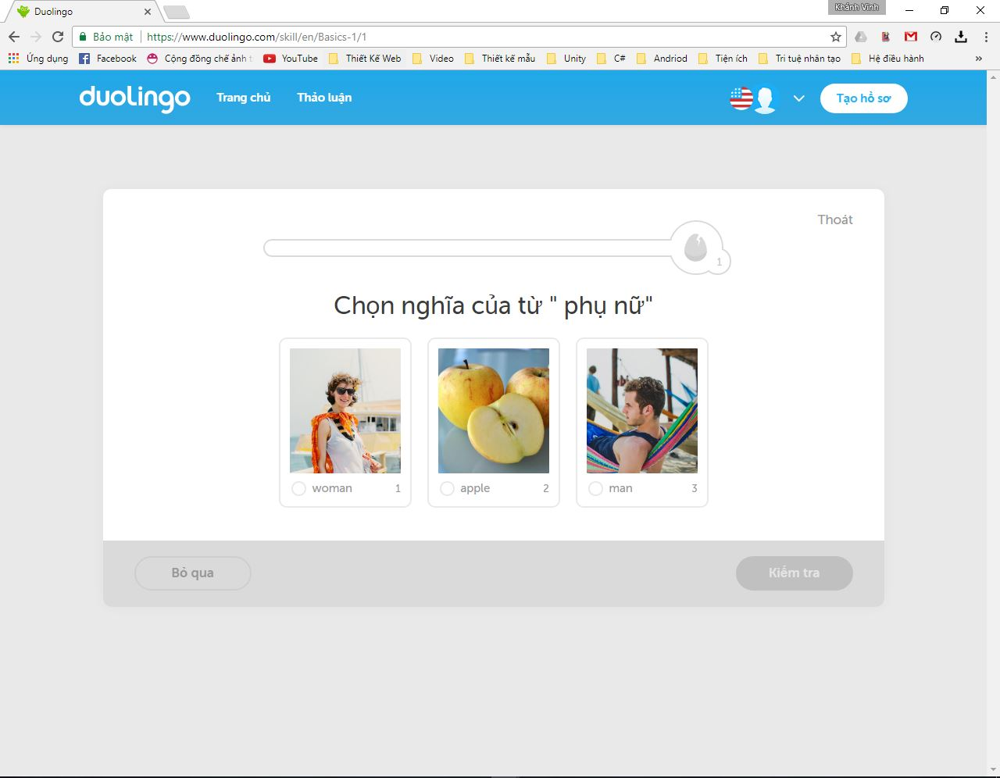 Duolingo
Khánh Vinh
Bảo mật https://www.duolingo.com/skill/en/Basics-1/1
Ứng dụng Facebook Cộng đồng chế ảnh t YouTube Thiết Kế Web Video Thiết kế mẫu Unity C# Andriod Tiện ích Tri tuệ nhân tạo Hệ điều hành »
duolingo Trang chủ Thảo luận Tạo hồ sơ
Thoát
1
Chọn nghĩa của từ " phụ nữ"
woman 1 apple 2 man 3
Bỏ qua Kiểm tra